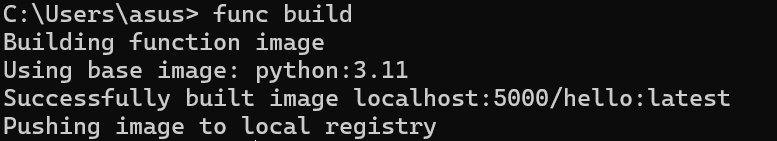 C:\Users\asus> func build
Building function image
Using base image: python:3.11
Successfully built image localhost:5000/hello:latest
Pushing image to local registry